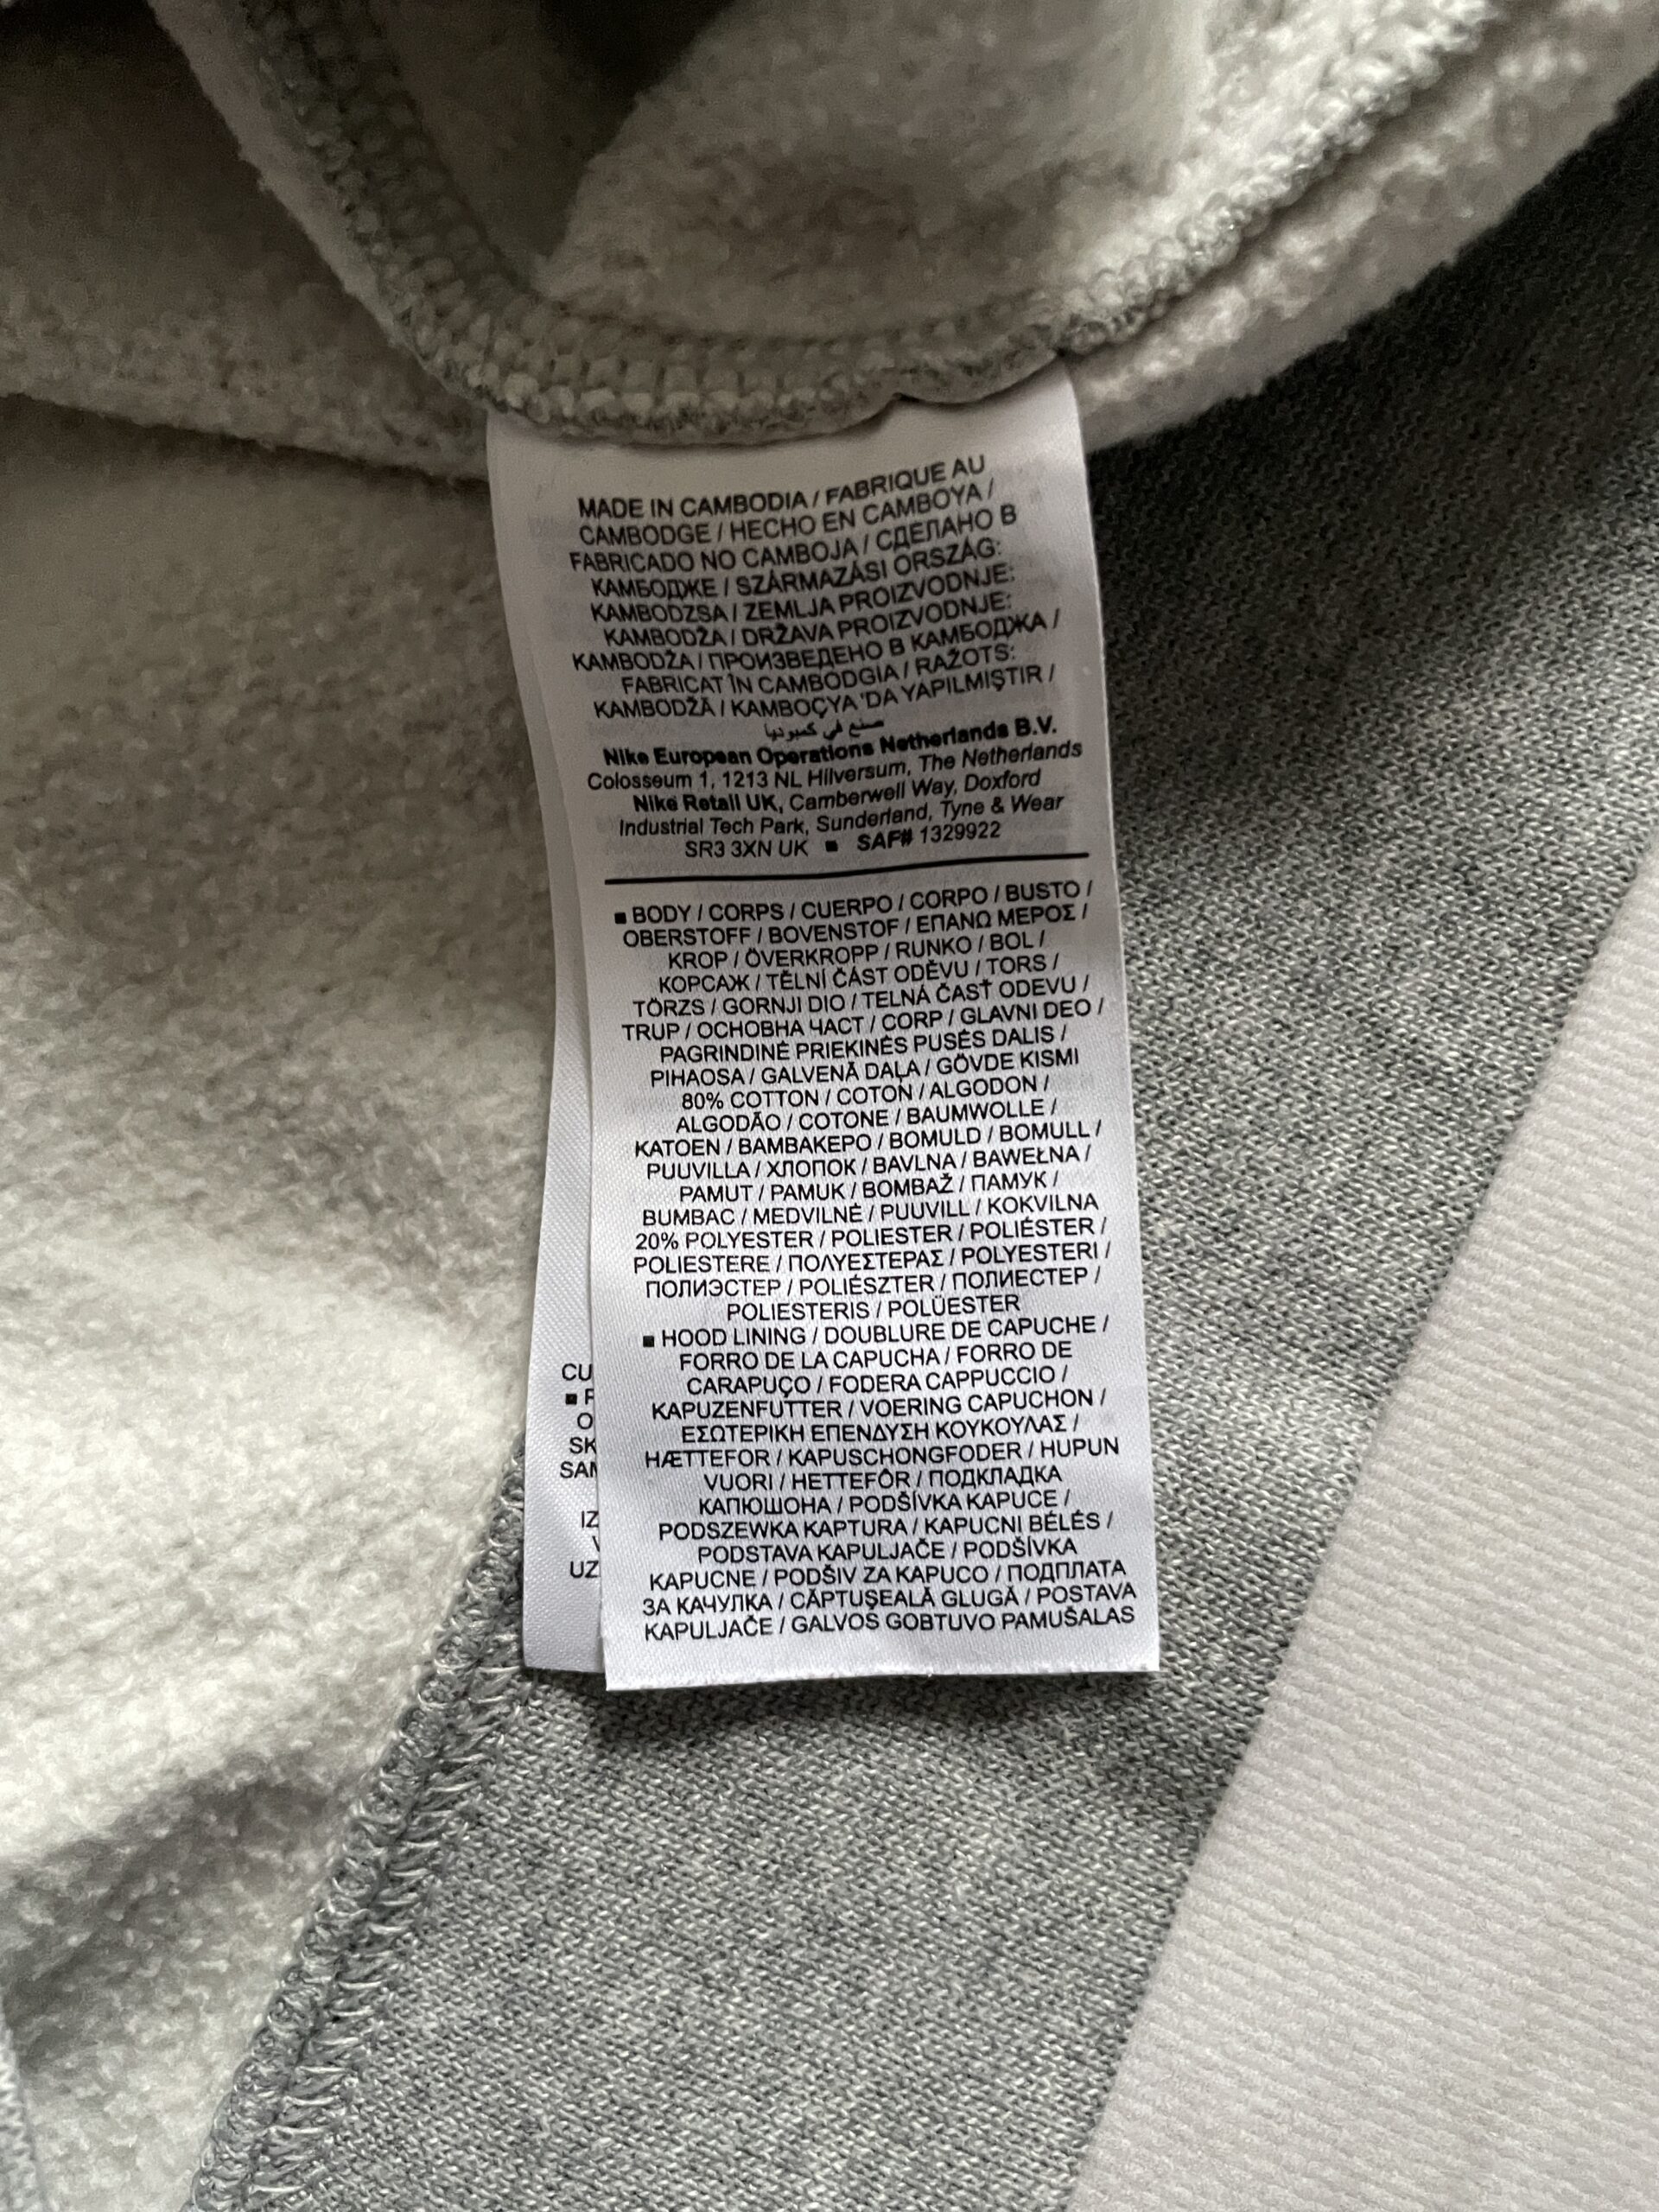 MADE IN CAMBODIA / FABRIQUE AU
CAMBODGE / HECHO EN CAMBOYA /
FABRICADO NO CAMBOJA / СДЕЛАНО В
КАМБОДЖЕ / SZÁRMAZÁSI ORSZÁG:
KAMBODZSA / ZEMLJA PROIZVODNJE:
KAMBODŽA / DRŽAVA PROIZVODNJE:
KAMBODŽA / ПРОИЗВЕДЕНО В КАМБОДЖА /
FABRICAT ÎN CAMBODGIA / RAŽOTS:
KAMBODŽĀ / KAMBOÇYA 'DA YAPILMIŞTIR /
صنع في كمبوديا
Nike European Operations Netherlands B.V.
Colosseum 1, 1213 NL Hilversum, The Netherlands
Nike Retail UK, Camberwell Way, Doxford
Industrial Tech Park, Sunderland, Tyne & Wear
SR3 3XN UK ■ SAF# 1329922
■ BODY / CORPS / CUERPO / CORPO / BUSTO /
OBERSTOFF / BOVENSTOF / ΕΠΑΝΩ ΜΕΡΟΣ /
KROP / ÖVERKROPP / RUNKO / BOL /
КОРСАЖ / TĚLNÍ ČÁST ODĚVU / TORS /
TÖRZS / GORNJI DIO / TELNÁ ČASŤ ODEVU /
TRUP / ОСНОВНА ЧАСТ / CORP / GLAVNI DEO /
PAGRINDINĖ PRIEKINĖS PUSĖS DALIS /
PIHAOSA / GALVENĀ DAĻA / GÖVDE KISMI
80% COTTON / COTON / ALGODON /
ALGODÃO / COTONE / BAUMWOLLE /
KATOEN / ΒΑΜΒΑΚΕΡΟ / BOMULD / BOMULL /
PUUVILLA / ХЛОПОК / BAVLNA / BAWEŁNA /
PAMUT / PAMUK / BOMBAŽ / ПАМУК /
BUMBAC / MEDVILNĖ / PUUVILL / KOKVILNA
20% POLYESTER / POLIESTER / POLIÉSTER /
POLIESTERE / ΠΟΛΥΕΣΤΕΡΑΣ / POLYESTERI /
ПОЛИЭСТЕР / POLIÉSZTER / ПОЛИЕСТЕР /
POLIESTERIS / POLÜESTER
■ HOOD LINING / DOUBLURE DE CAPUCHE /
FORRO DE LA CAPUCHA / FORRO DE
CARAPUÇO / FODERA CAPPUCCIO /
KAPUZENFUTTER / VOERING CAPUCHON /
ΕΣΩΤΕΡΙΚΗ ΕΠΕΝΔΥΣΗ ΚΟΥΚΟΥΛΑΣ /
HÆTTEFOR / KAPUSCHONGFODER / HUPUN
VUORI / HETTEFÔR / ПОДКЛАДКА
КАПЮШОНА / PODŠÍVKA KAPUCE /
PODSZEWKA KAPTURA / KAPUCNI BÉLÉS /
PODSTAVA KAPULJAČE / PODŠÍVKA
KAPUCNE / PODŠIV ZA KAPUCO / ПОДПЛАТА
ЗА КАЧУЛКА / CĂPTUŞEALĂ GLUGĂ / POSTAVA
KAPULJAČE / GALVOS GOBTUVO PAMUŠALAS